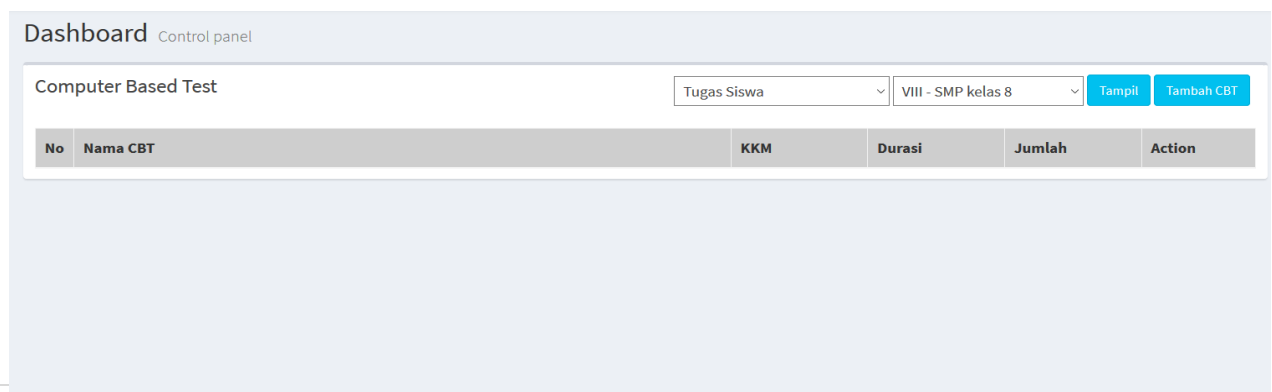 Dashboard Control panel
Computer Based Test Tugas Siswa VIII - SMP kelas 8 Tampil Tambah CBT
No Nama CBT KKM Durasi Jumlah Action